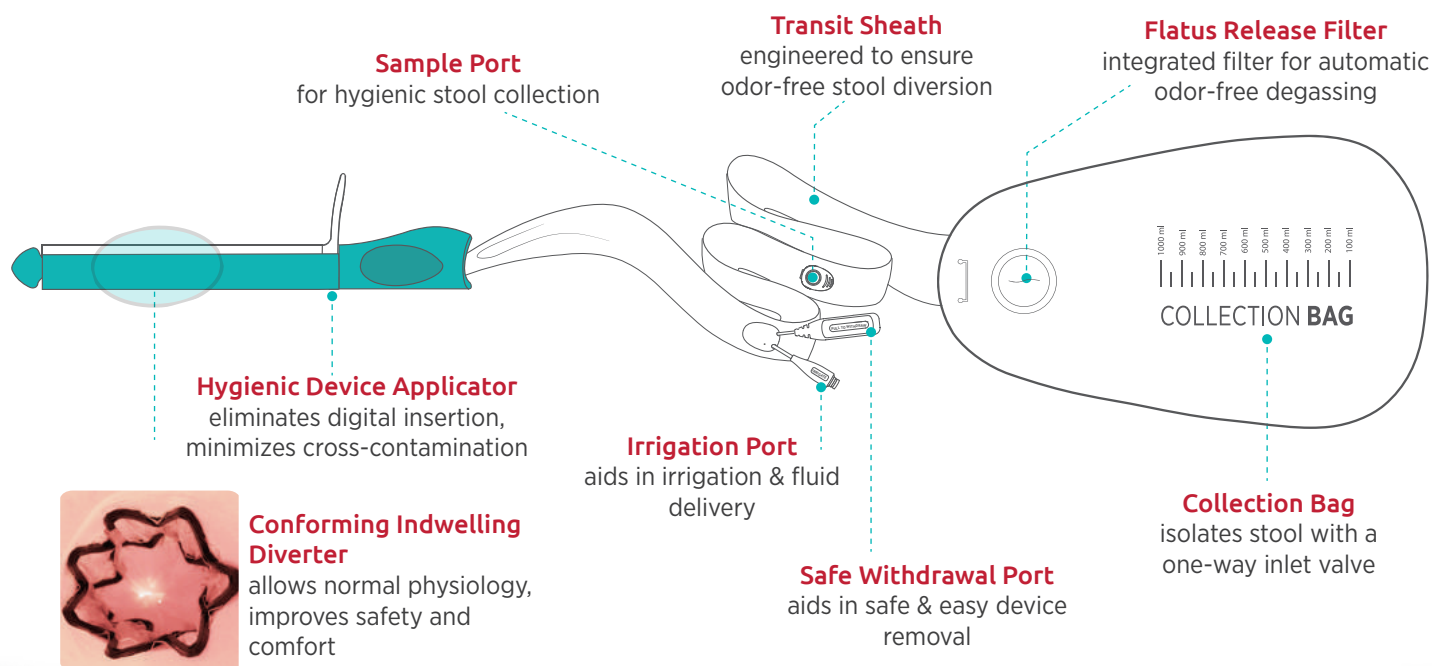 Transit Sheath
engineered to ensure
odor-free stool diversion
Flatus Release Filter
integrated filter for automatic
odor-free degassing
Sample Port
for hygienic stool collection
1000 ml
900 ml
800 ml
700 ml
600 ml
500 ml
400 ml
300 ml
200 ml
100 ml
COLLECTION BAG
PULL TO WITHDRAW
Hygienic Device Applicator
eliminates digital insertion,
minimizes cross-contamination
Irrigation Port
aids in irrigation & fluid
delivery
Collection Bag
isolates stool with a
one-way inlet valve
Conforming Indwelling
Diverter
allows normal physiology,
improves safety and
comfort
Safe Withdrawal Port
aids in safe & easy device
removal